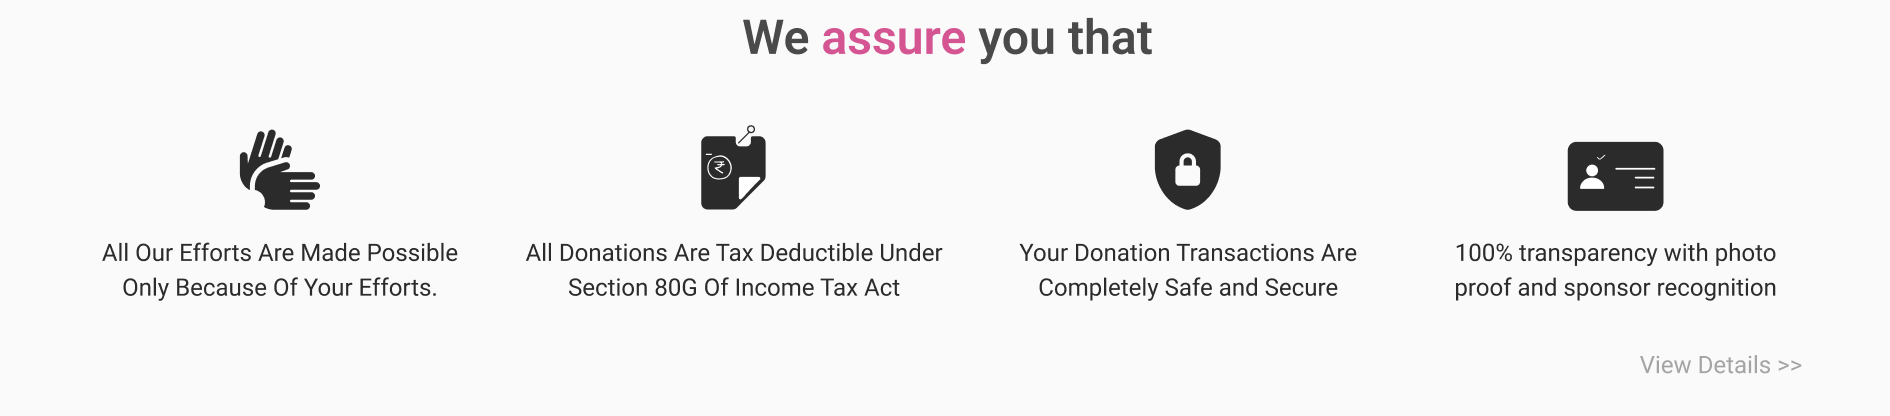 We assure you that
All Our Efforts Are Made Possible
Only Because Of Your Efforts.
All Donations Are Tax Deductible Under
Section 80G Of Income Tax Act
Your Donation Transactions Are
Completely Safe and Secure
100% transparency with photo
proof and sponsor recognition
View Details >>